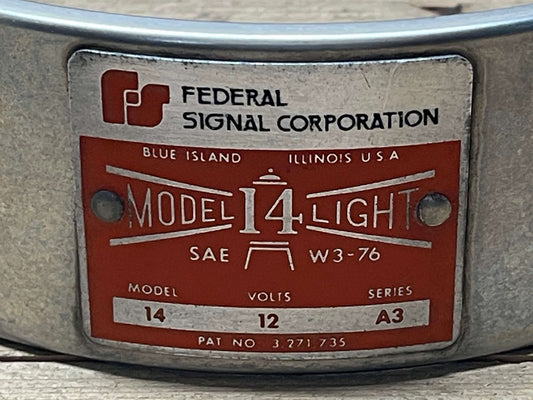 FS FEDERAL
SIGNAL CORPORATION
BLUE ISLAND ILLINOIS U S A
MODEL 14 LIGHT
SAE W3-76
MODEL VOLTS SERIES
14 12 A3
PAT NO 3,271,735